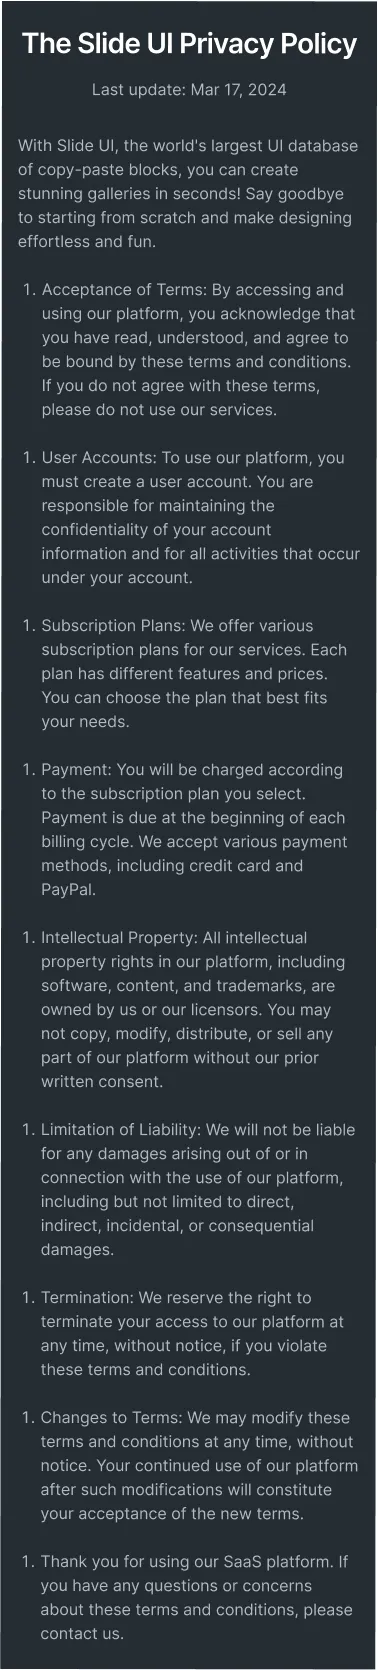 The Slide UI Privacy Policy
Last update: Mar 17, 2024
With Slide UI, the world's largest UI database
of copy-paste blocks, you can create
stunning galleries in seconds! Say goodbye
to starting from scratch and make designing
effortless and fun.
1. Acceptance of Terms: By accessing and
using our platform, you acknowledge that
you have read, understood, and agree to
be bound by these terms and conditions.
If you do not agree with these terms,
please do not use our services.
1. User Accounts: To use our platform, you
must create a user account. You are
responsible for maintaining the
confidentiality of your account
information and for all activities that occur
under your account.
1. Subscription Plans: We offer various
subscription plans for our services. Each
plan has different features and prices.
You can choose the plan that best fits
your needs.
1. Payment: You will be charged according
to the subscription plan you select.
Payment is due at the beginning of each
billing cycle. We accept various payment
methods, including credit card and
PayPal.
1. Intellectual Property: All intellectual
property rights in our platform, including
software, content, and trademarks, are
owned by us or our licensors. You may
not copy, modify, distribute, or sell any
part of our platform without our prior
written consent.
1. Limitation of Liability: We will not be liable
for any damages arising out of or in
connection with the use of our platform,
including but not limited to direct,
indirect, incidental, or consequential
damages.
1. Termination: We reserve the right to
terminate your access to our platform at
any time, without notice, if you violate
these terms and conditions.
1. Changes to Terms: We may modify these
terms and conditions at any time, without
notice. Your continued use of our platform
after such modifications will constitute
your acceptance of the new terms.
1. Thank you for using our SaaS platform. If
you have any questions or concerns
about these terms and conditions, please
contact us.